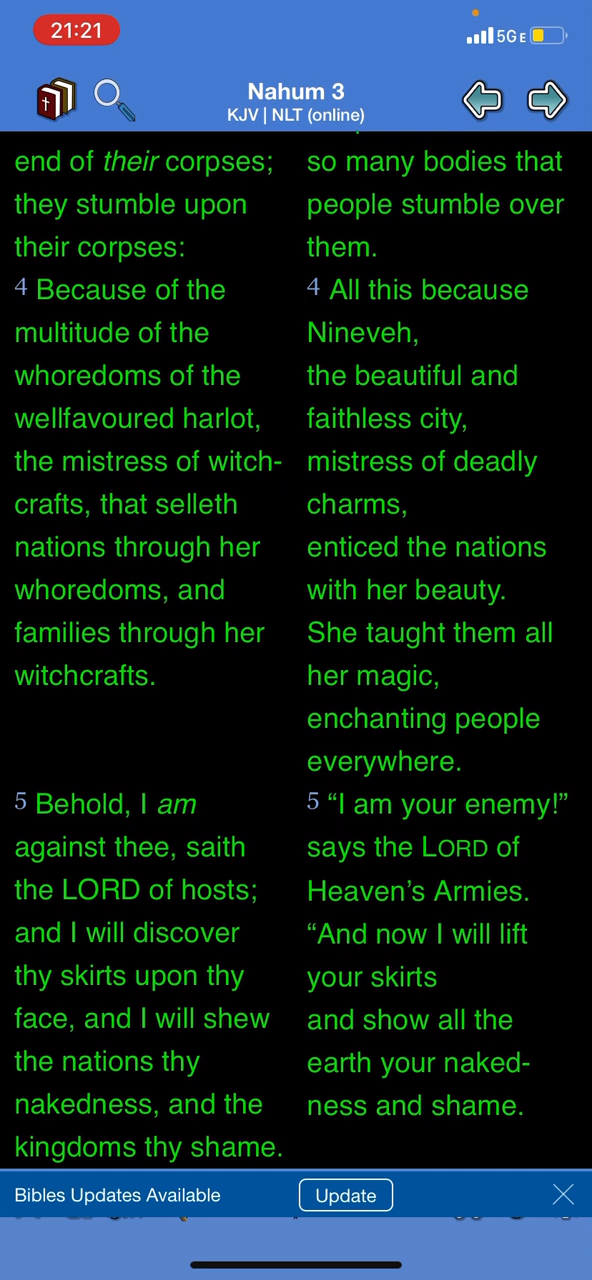 21:21
5GE
Nahum 3
KJV | NLT (online)
end of their corpses;
they stumble upon
their corpses:
4 Because of the
multitude of the
whoredoms of the
wellfavoured harlot,
the mistress of witch-
crafts, that selleth
nations through her
whoredoms, and
families through her
witchcrafts.
5 Behold, I am
against thee, saith
the LORD of hosts;
and I will discover
thy skirts upon thy
face, and I will shew
the nations thy
nakedness, and the
kingdoms thy shame.
so many bodies that
people stumble over
them.
4 All this because
Nineveh,
the beautiful and
faithless city,
mistress of deadly
charms,
enticed the nations
with her beauty.
She taught them all
her magic,
enchanting people
everywhere.
5 “I am your enemy!”
says the LORD of
Heaven’s Armies.
“And now I will lift
your skirts
and show all the
earth your naked-
ness and shame.
Bibles Updates Available
Update